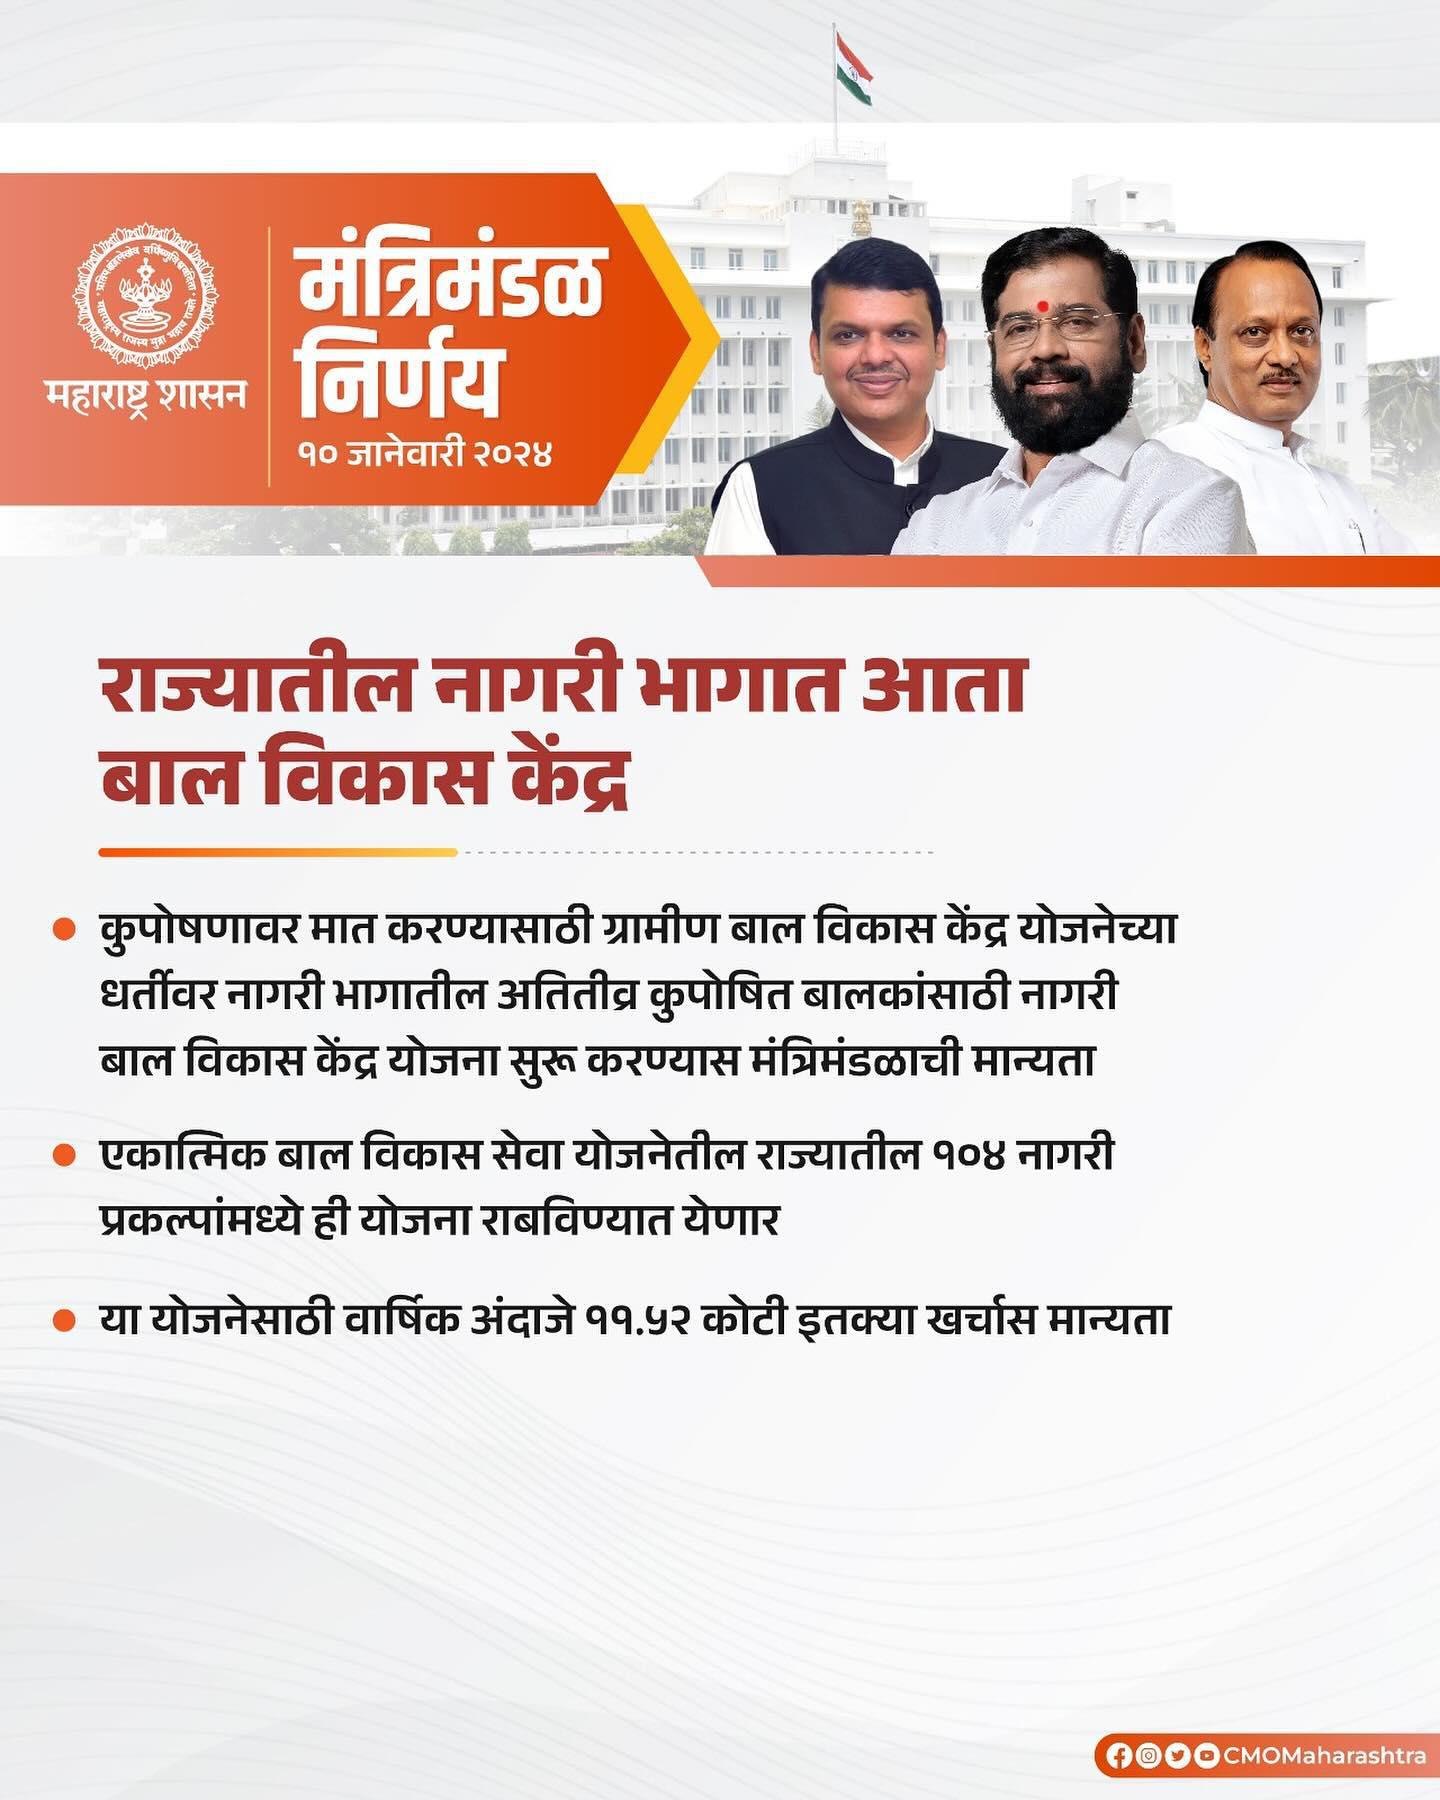 महाराष्ट्र शासन
मंत्रिमंडळ
निर्णय
१० जानेवारी २०२४
राज्यातील नागरी भागात आता
बाल विकास केंद्र
कुपोषणावर मात करण्यासाठी ग्रामीण बाल विकास केंद्र योजनेच्या
धर्तीवर नागरी भागातील अतितीव्र कुपोषित बालकांसाठी नागरी
बाल विकास केंद्र योजना सुरू करण्यास मंत्रिमंडळाची मान्यता
एकात्मिक बाल विकास सेवा योजनेतील राज्यातील १०४ नागरी
प्रकल्पांमध्ये ही योजना राबविण्यात येणार
या योजनेसाठी वार्षिक अंदाजे ११.५२ कोटी इतक्या खर्चास मान्यता
CMOMaharashtra